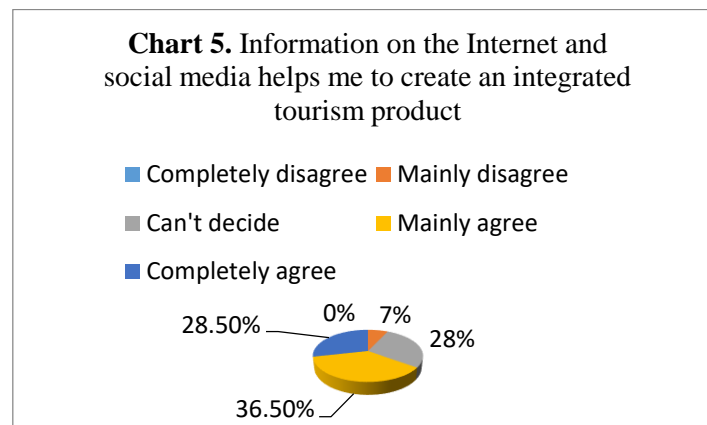 Chart 5. Information on the Internet and
social media helps me to create an integrated
tourism product
Completely disagree Mainly disagree
Can't decide Mainly agree
Completely agree
0% 7%
28.50% 28%
36.50%